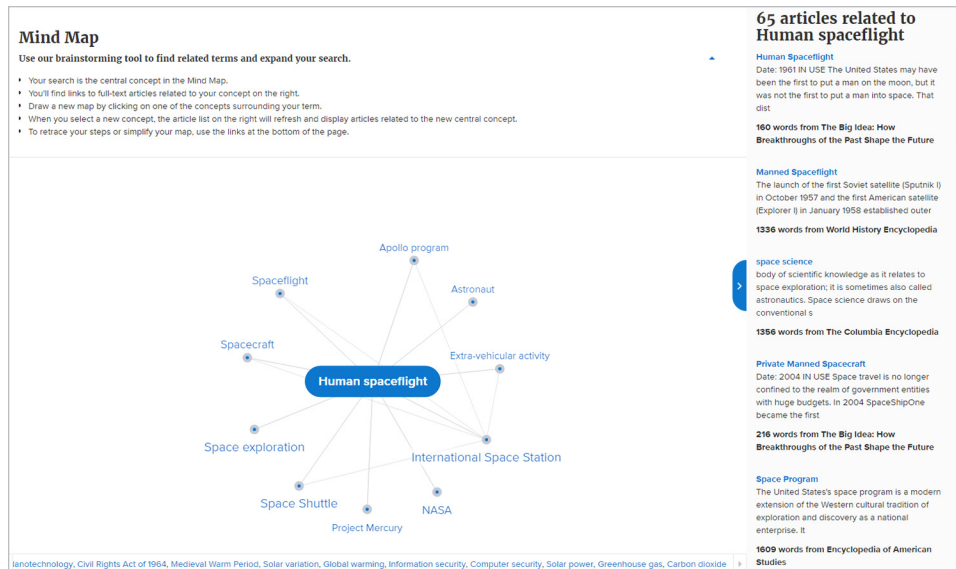 Mind Map
Use our brainstorming tool to find related terms and expand your search.
Your search is the central concept in the Mind Map.
You'll find links to full-text articles related to your concept on the right.
Draw a new map by clicking on one of the concepts surrounding your term.
When you select a new concept, the article list on the right will refresh and display articles related to the new central concept.
To retrace your steps or simplify your map, use the links at the bottom of the page.
Apollo program
Spaceflight
Astronaut
Spacecraft
Extra-vehicular activity
Human spaceflight
Space exploration
International Space Station
Space Shuttle
NASA
Project Mercury
lanotechnology, Civil Rights Act of 1964, Medieval Warm Period, Solar variation, Global warming, Information security, Computer security, Solar power, Greenhouse gas, Carbon dioxide
65 articles related to
Human spaceflight
Human Spaceflight
Date: 1961 IN USE The United States may have
been the first to put a man on the moon, but it
was not the first to put a man into space. That
dist
160 words from The Big Idea: How
Breakthroughs of the Past Shape the Future
Manned Spaceflight
The launch of the first Soviet satellite (Sputnik I)
in October 1957 and the first American satellite
(Explorer I) in January 1958 established outer
1336 words from World History Encyclopedia
space science
body of scientific knowledge as it relates to
space exploration; it is sometimes also called
astronautics. Space science draws on the
conventional s
1356 words from The Columbia Encyclopedia
Private Manned Spacecraft
Date: 2004 IN USE Space travel is no longer
confined to the realm of government entities
with huge budgets. In 2004 SpaceShipOne
became the first
216 words from The Big Idea: How
Breakthroughs of the Past Shape the Future
Space Program
The United States's space program is a modern
extension of the Western cultural tradition of
exploration and discovery as a national
enterprise. It
1609 words from Encyclopedia of American
Studies